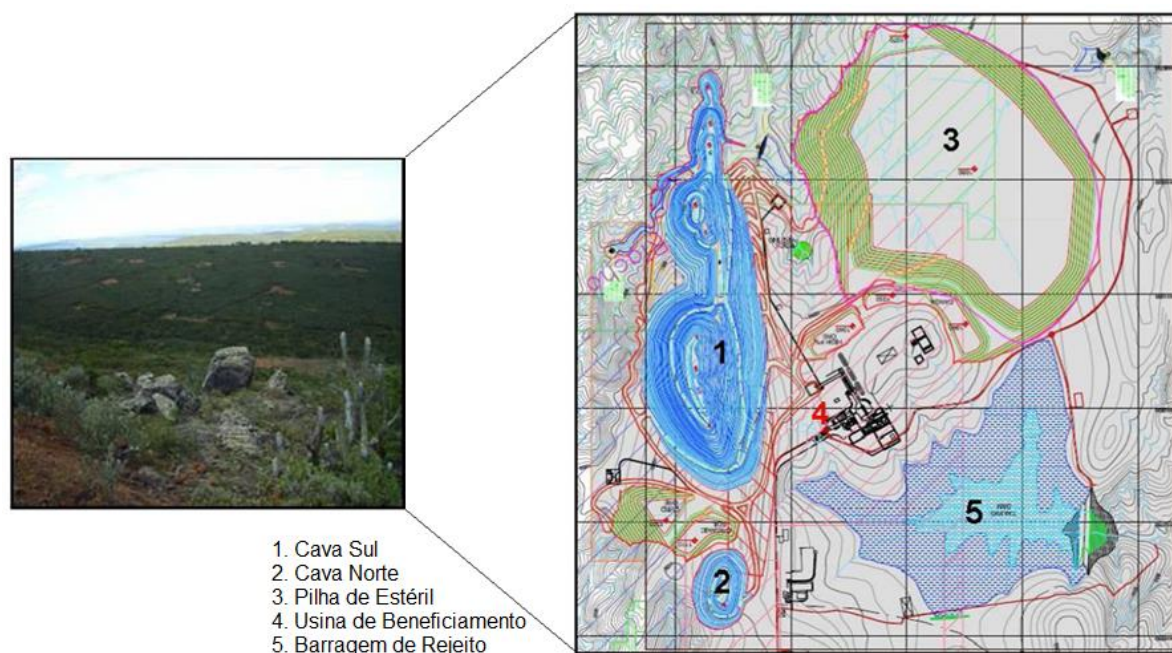 1
2
3
4
5
1. Cava Sul
2. Cava Norte
3. Pilha de Estéril
4. Usina de Beneficiamento
5. Barragem de Rejeito